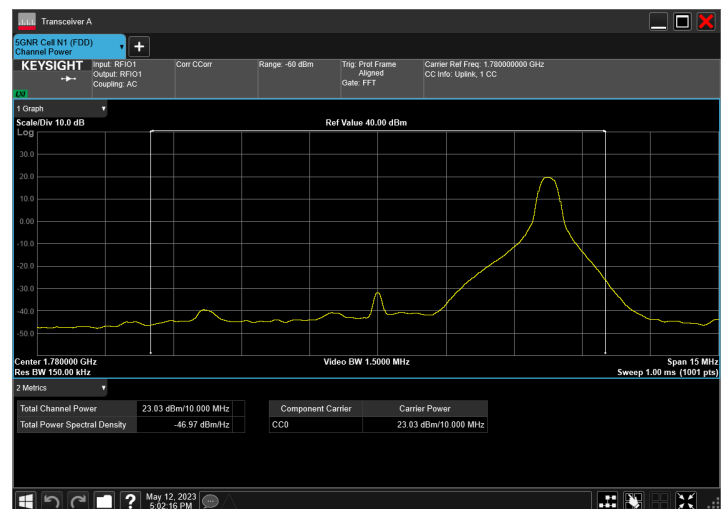 Transceiver A
5GNR Cell N1 (FDD)
Channel Power
KEYSIGHT
LXI
Input: RFIO1
Output: RFIO1
Coupling: AC
Corr CCorr
Range: -60 dBm
Trig: Prot Frame
Aligned
Gate: FFT
Carrier Ref Freq: 1.780000000 GHz
CC Info: Uplink, 1 CC
1 Graph
Scale/Div 10.0 dB
Ref Value 40.00 dBm
Log
30.0
20.0
10.0
0.00
-10.0
-20.0
-30.0
-40.0
-50.0
Center 1.780000 GHz
Video BW 1.5000 MHz
Span 15 MHz
Res BW 150.00 kHz
Sweep 1.00 ms (1001 pts)
2 Metrics
Total Channel Power 23.03 dBm/10.000 MHz
Total Power Spectral Density -46.97 dBm/Hz
Component Carrier Carrier Power
CC0 23.03 dBm/10.000 MHz
May 12, 2023
5:02:16 PM